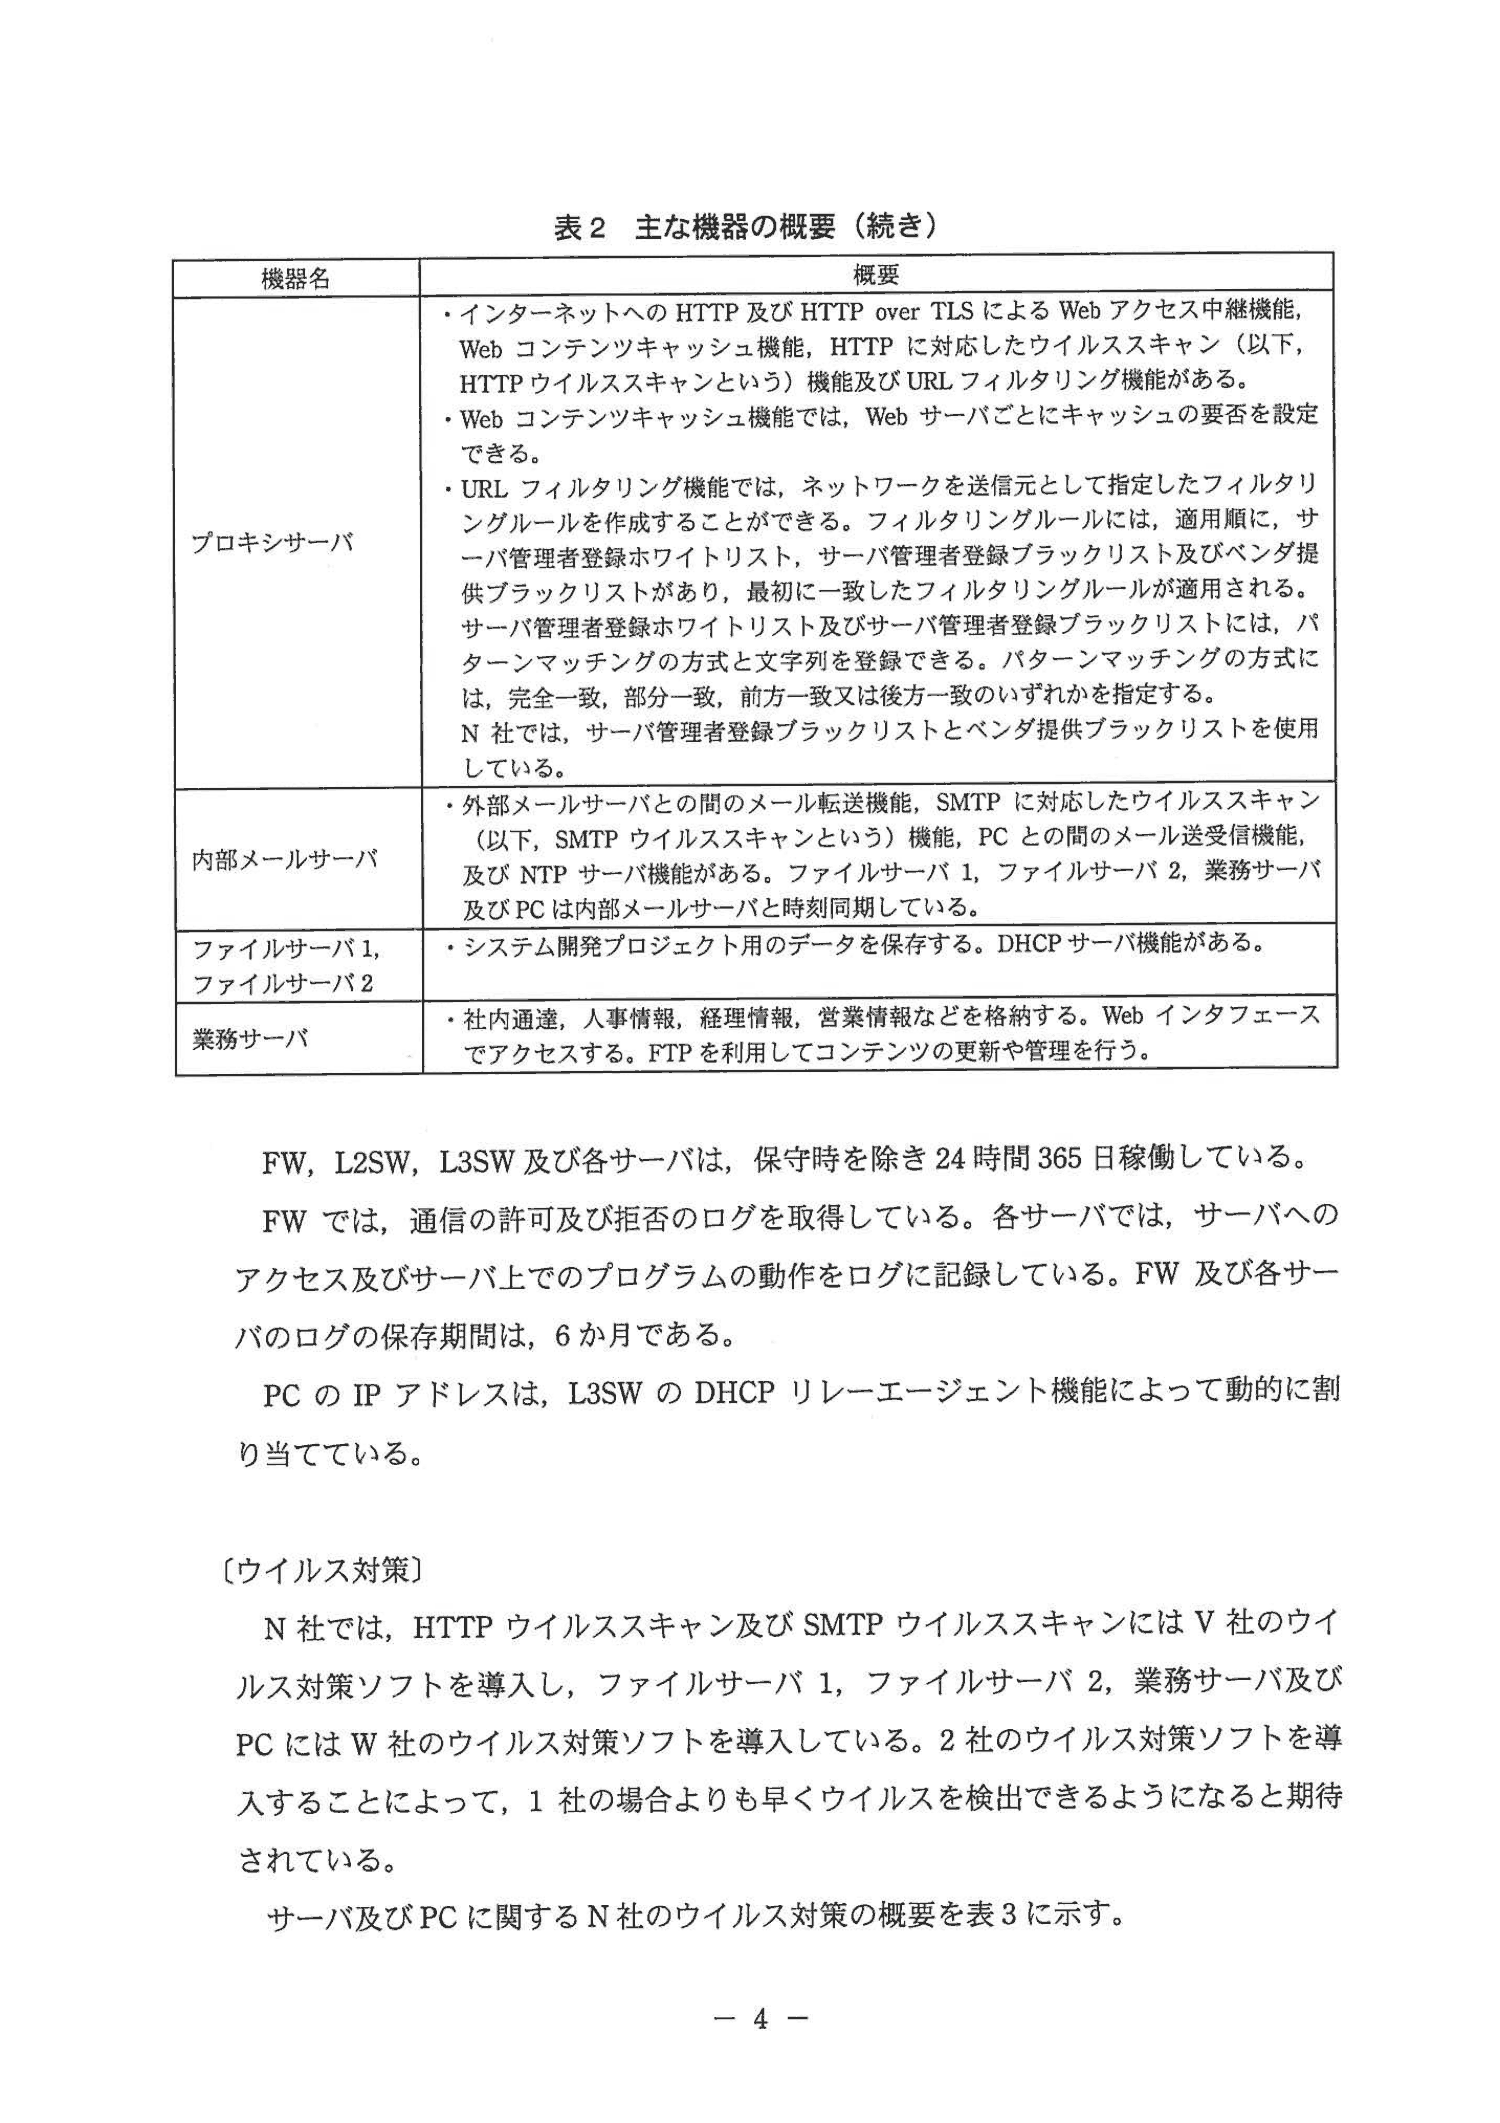 表2　主な機器の概要（続き）
機器名
概要
プロキシサーバ
・インターネットへの HTTP 及び HTTP over TLS による Web アクセス中継機能，
Web コンテンツキャッシュ機能，HTTP に対応したウイルススキャン（以下，
HTTP ウイルススキャンという）機能及び URL フィルタリング機能がある。
・Web コンテンツキャッシュ機能では，Web サーバごとにキャッシュの要否を設定
できる。
・URL フィルタリング機能では，ネットワークを送信元として指定したフィルタリ
ングルールを作成することができる。フィルタリングルールには，適用順に，サ
ーバ管理者登録ホワイトリスト，サーバ管理者登録ブラックリスト及びベンダ提
供ブラックリストがあり，最初に一致したフィルタリングルールが適用される。
サーバ管理者登録ホワイトリスト及びサーバ管理者登録ブラックリストには，パ
ターンマッチングの方式と文字列を登録できる。パターンマッチングの方式に
は，完全一致，部分一致，前方一致又は後方一致のいずれかを指定する。
N 社では，サーバ管理者登録ブラックリストとベンダ提供ブラックリストを使用
している。
内部メールサーバ
・外部メールサーバとの間のメール転送機能，SMTP に対応したウイルススキャン
（以下，SMTP ウイルススキャンという）機能，PC との間のメール送受信機能，
及び NTP サーバ機能がある。ファイルサーバ 1，ファイルサーバ 2，業務サーバ
及び PC は内部メールサーバと時刻同期している。
ファイルサーバ 1，
ファイルサーバ 2
・システム開発プロジェクト用のデータを保存する。DHCP サーバ機能がある。
業務サーバ
・社内通達，人事情報，経理情報，営業情報などを格納する。Web インタフェース
でアクセスする。FTP を利用してコンテンツの更新や管理を行う。
FW，L2SW，L3SW 及び各サーバは，保守時を除き 24 時間 365 日稼働している。
FW では，通信の許可及び拒否のログを取得している。各サーバでは，サーバへの
アクセス及びサーバ上でのプログラムの動作をログに記録している。FW 及び各サー
バのログの保存期間は，6 か月である。
PC の IP アドレスは，L3SW の DHCP リレーエージェント機能によって動的に割
り当てている。
〔ウイルス対策〕
N 社では，HTTP ウイルススキャン及び SMTP ウイルススキャンには V 社のウイ
ルス対策ソフトを導入し，ファイルサーバ 1，ファイルサーバ 2，業務サーバ及び
PC には W 社のウイルス対策ソフトを導入している。2 社のウイルス対策ソフトを導
入することによって，1 社の場合よりも早くウイルスを検出できるようになると期待
されている。
サーバ及び PC に関する N 社のウイルス対策の概要を表 3 に示す。
－ 4 －